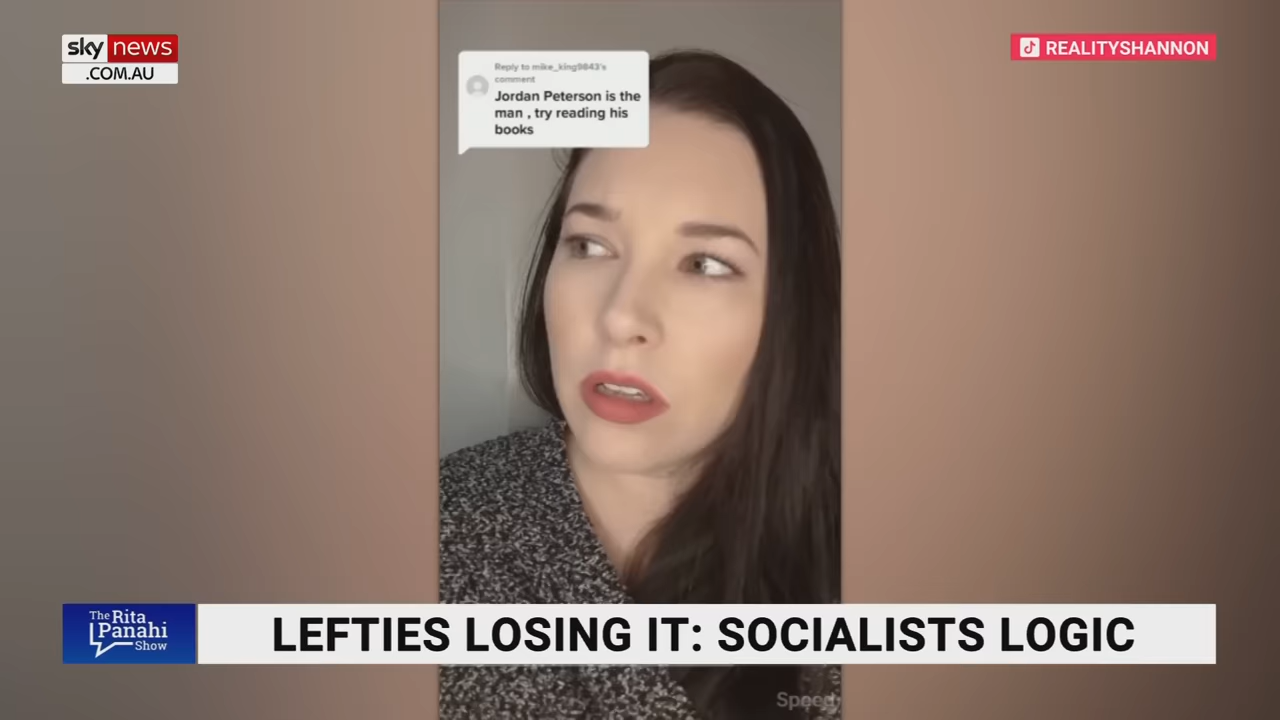 sky news
.COM.AU
REALITYSHANNON
Reply to mike_king9843's
comment
Jordan Peterson is the
man , try reading his
books
The Rita
Panahi
Show
LEFTIES LOSING IT: SOCIALISTS LOGIC
Speed